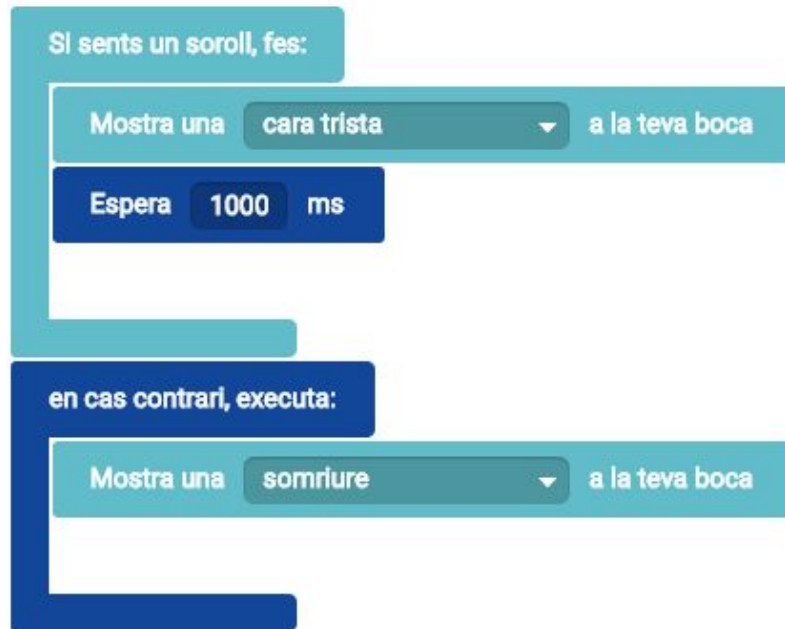 Si sents un soroll, fes:
Mostra una cara trista a la teva boca
Espera 1000 ms
en cas contrari, executa:
Mostra una somriure a la teva boca